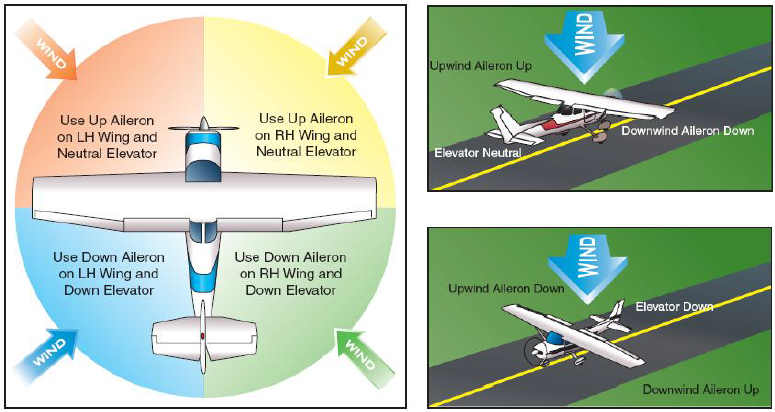 WIND
WIND
Use Up Aileron
on LH Wing and
Neutral Elevator
Use Up Aileron
on RH Wing and
Neutral Elevator
Use Down Aileron
on LH Wing and
Down Elevator
Use Down Aileron
on RH Wing and
Down Elevator
WIND
WIND
WIND
Upwind Aileron Up
Downwind Aileron Down
Elevator Neutral
WIND
Upwind Aileron Down
Elevator Down
Downwind Aileron Up